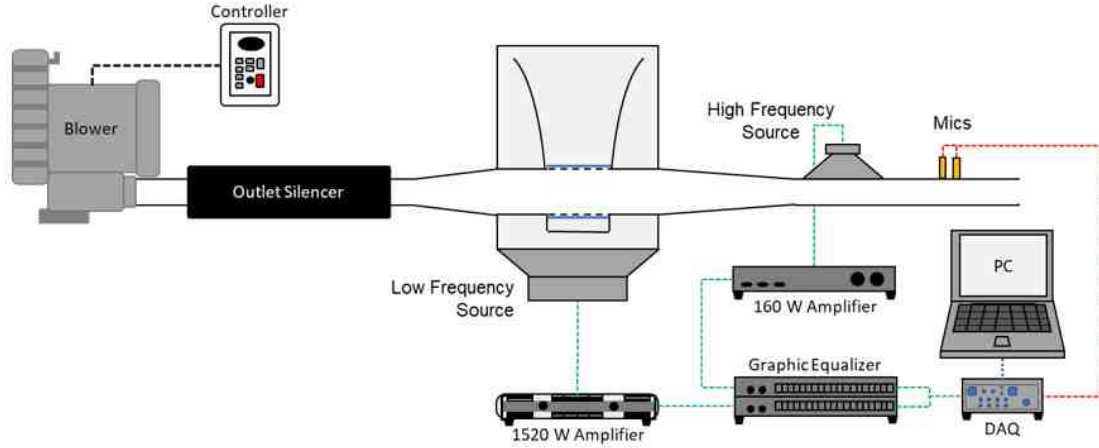 Controller
Blower
Outlet Silencer
High Frequency
Source
Mics
Low Frequency
Source
160 W Amplifier
PC
Graphic Equalizer
1520 W Amplifier
DAQ